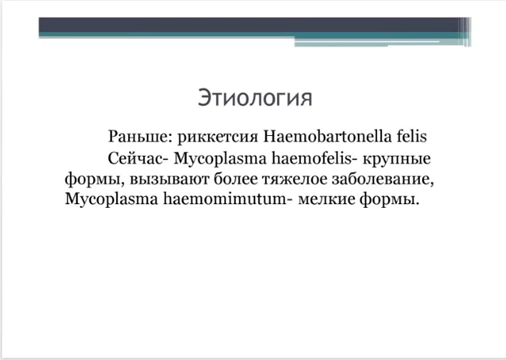 Этиология
Раньше: риккетсия Haemobartonella felis
Сейчас- Mycoplasma haemofelis- крупные
формы, вызывают более тяжелое заболевание,
Mycoplasma haemomimutum- мелкие формы.